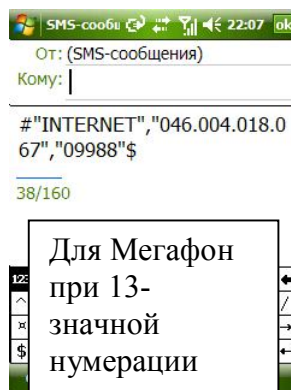 SMS-сообщ 22:07 ok
От: (SMS-сообщения)
Кому:
#"INTERNET","046.004.018.0
67","09988"$
38/160
Для Мегафон
при 13-
значной
нумерации